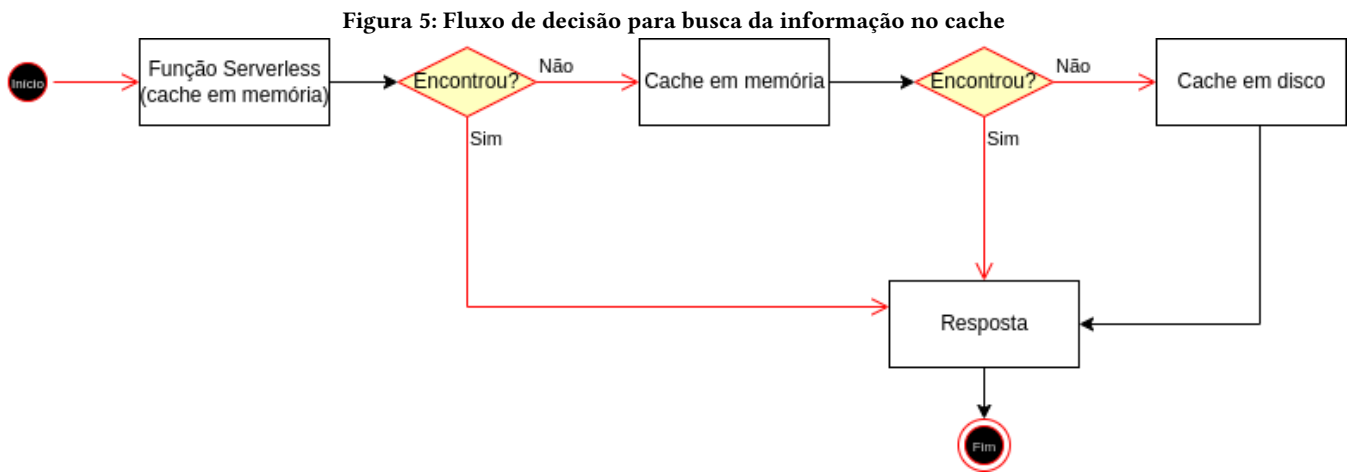 Figura 5: Fluxo de decisão para busca da informação no cache
Início
Função Serverless
(cache em memória)
Encontrou?
Não
Cache em memória
Encontrou?
Não
Cache em disco
Sim
Sim
Resposta
Fim